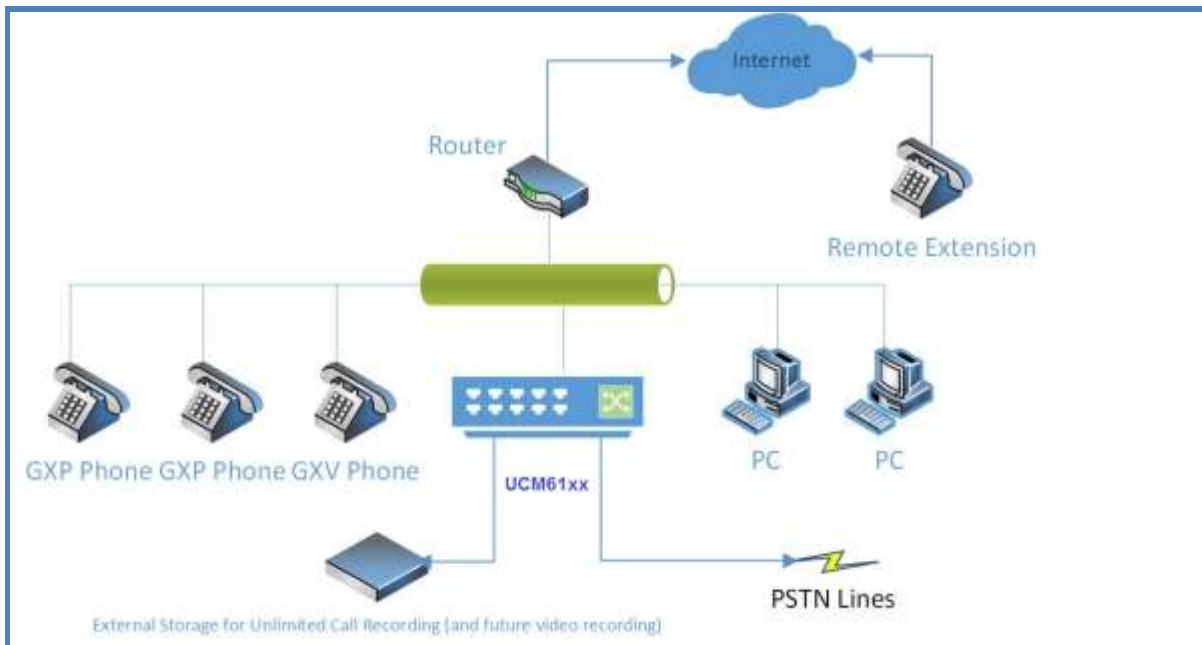 Internet
Router
Remote Extension
GXP Phone GXP Phone GXV Phone
PC
PC
UCM61xx
PSTN Lines
External Storage for Unlimited Call Recording (and future video recording)